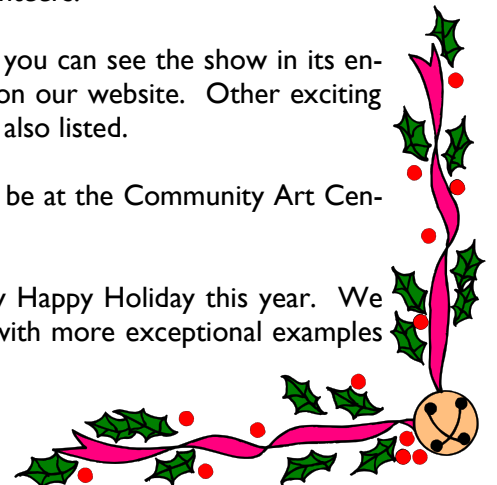 you can see the show in its en-
on our website. Other exciting
also listed.
be at the Community Art Cen-
Happy Holiday this year. We
with more exceptional examples